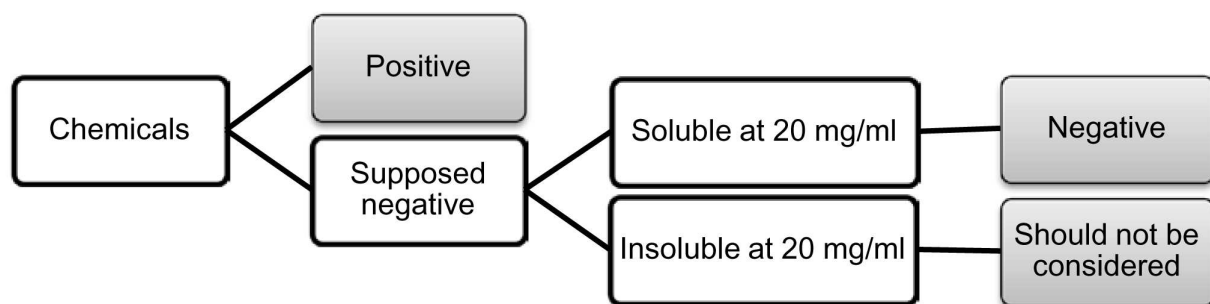 Chemicals
Positive
Supposed
negative
Soluble at 20 mg/ml
Insoluble at 20 mg/ml
Negative
Should not be
considered